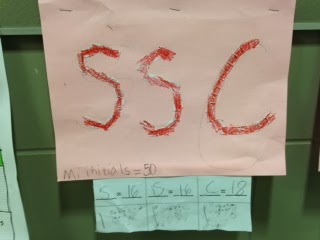 SSC
My initials = 50
S = 16 S = 16 C = 18